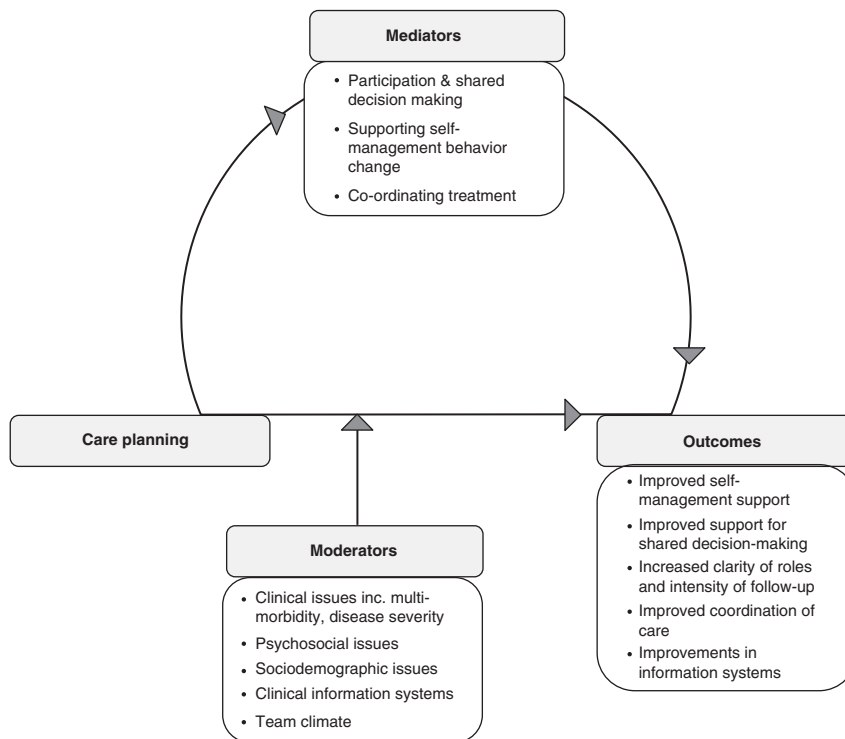 Mediators
• Participation & shared
decision making
• Supporting self-
management behavior
change
• Co-ordinating treatment
Care planning
Outcomes
• Improved self-
management support
• Improved support for
shared decision-making
• Increased clarity of roles
and intensity of follow-up
• Improved coordination of
care
• Improvements in
information systems
Moderators
• Clinical issues inc. multi-
morbidity, disease severity
• Psychosocial issues
• Sociodemographic issues
• Clinical information systems
• Team climate